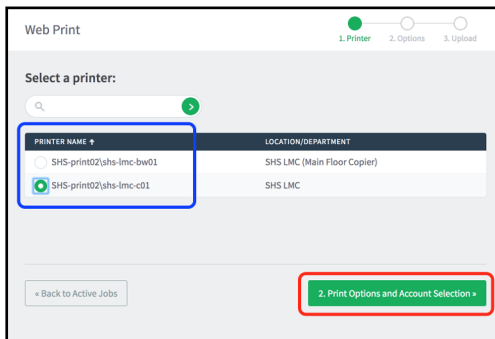 Web Print
1. Printer 2. Options 3. Upload
Select a printer:
PRINTER NAME ↑ LOCATION/DEPARTMENT
SHS-print02\shs-lmc-bw01 SHS LMC (Main Floor Copier)
SHS-print02\shs-lmc-c01 SHS LMC
« Back to Active Jobs 2. Print Options and Account Selection »